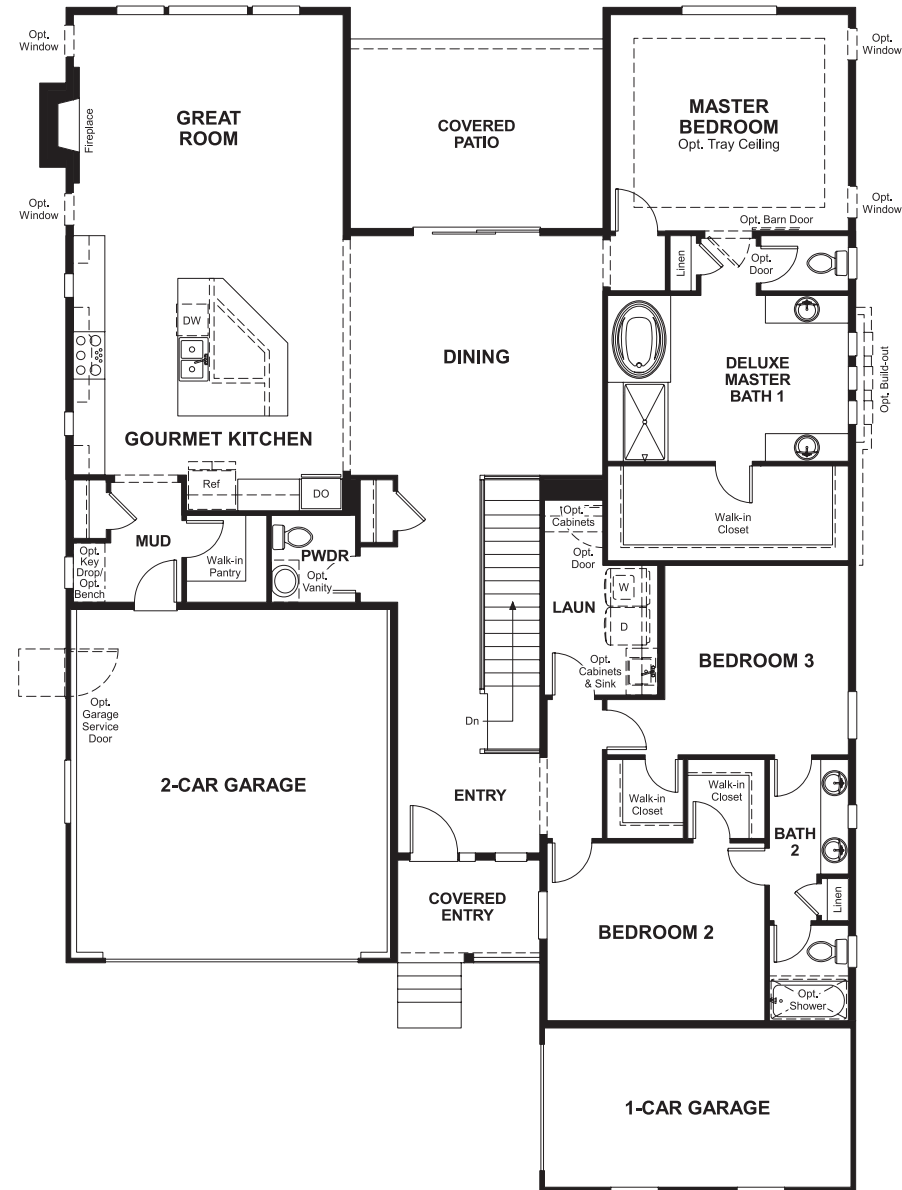 Opt.
Window
GREAT
ROOM
Fireplace
COVERED
PATIO
MASTER
BEDROOM
Opt. Tray Ceiling
Opt.
Window
Opt.
Window
Opt.
Window
Opt. Barn Door
Linen
Opt.
Door
DW
DINING
DELUXE
MASTER
BATH 1
Opt. Build-out
GOURMET KITCHEN
Ref
DO
MUD
Opt.
Key
Drop/
Opt.
Bench
Walk-in
Pantry
PWDR
Opt.
Vanity
Opt.
Cabinets
Opt.
Door
Walk-in
Closet
LAUN
W
D
Opt.
Cabinets
& Sink
BEDROOM 3
Opt.
Garage
Service
Door
Dn
2-CAR GARAGE
ENTRY
Walk-in
Closet
Walk-in
Closet
BATH
2
Linen
COVERED
ENTRY
BEDROOM 2
Opt.
Shower
1-CAR GARAGE